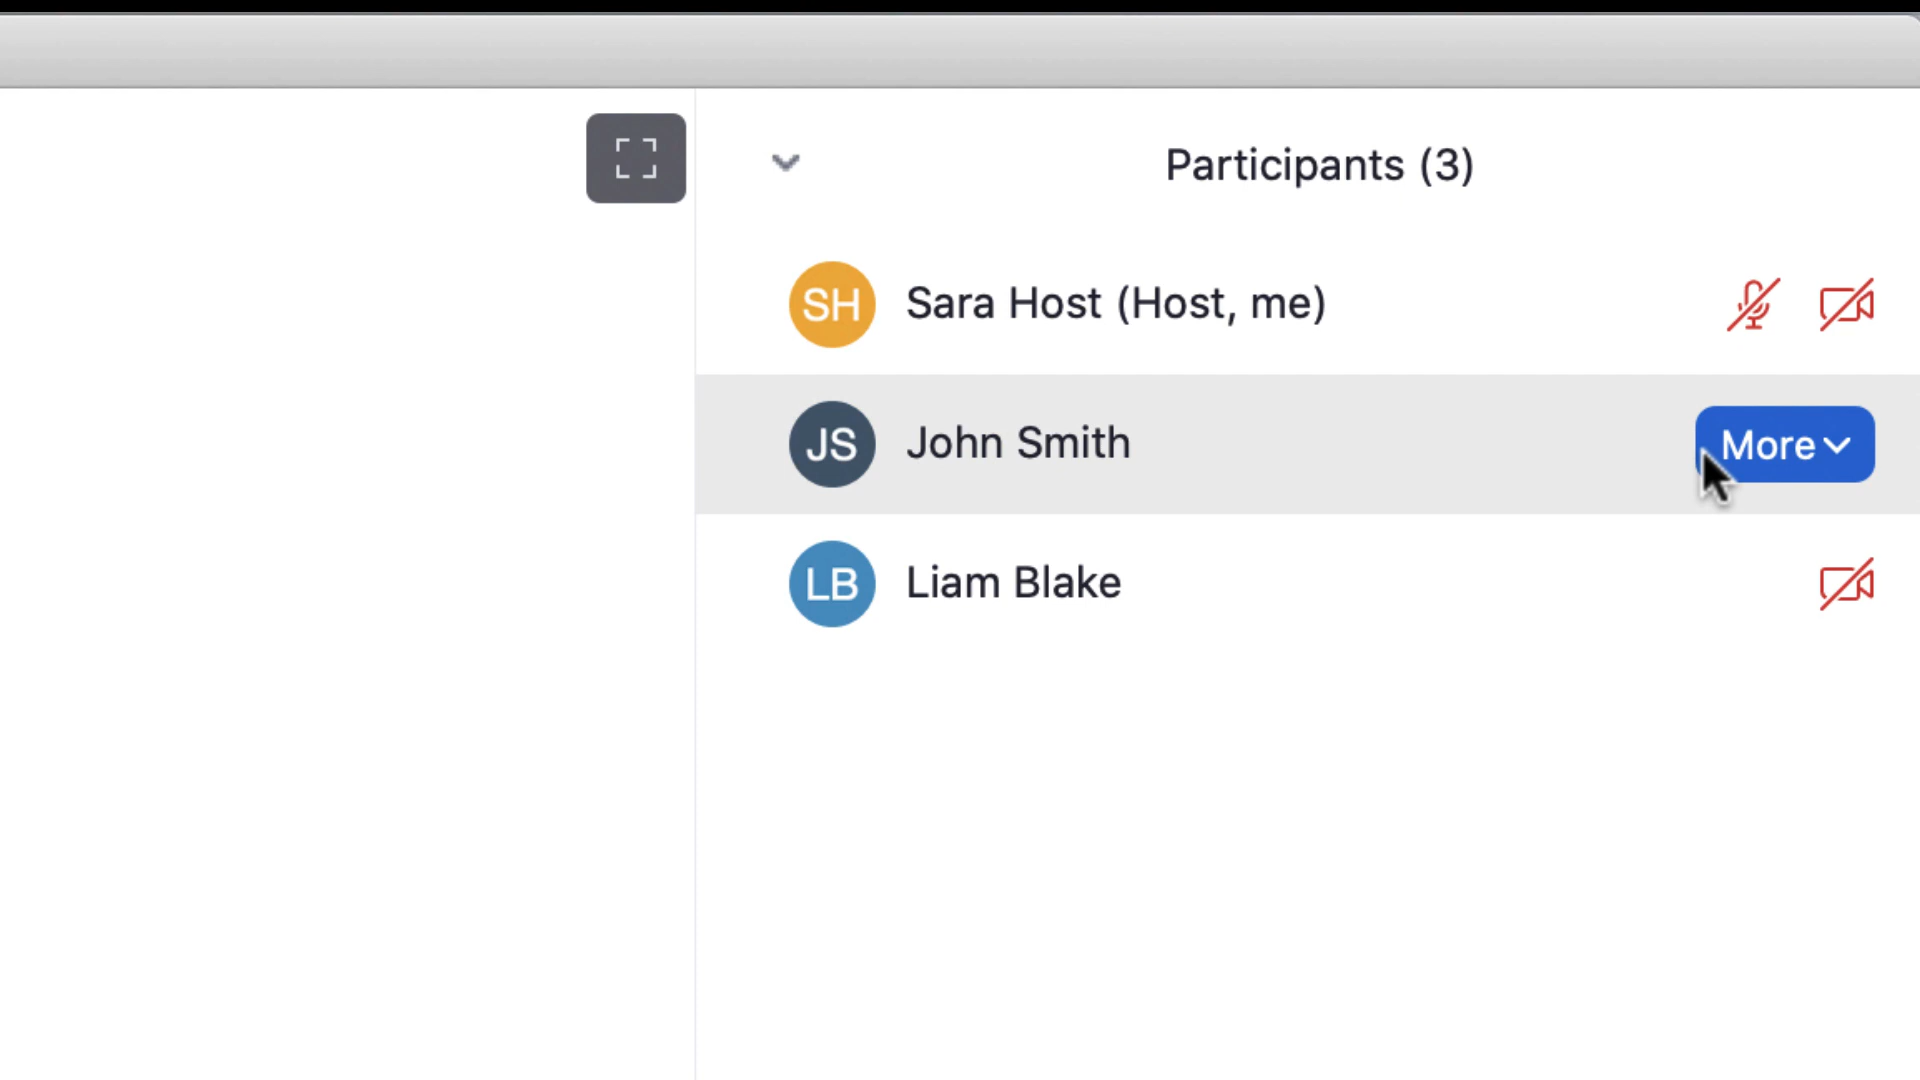 Participants (3)
SH Sara Host (Host, me)
JS John Smith More
LB Liam Blake